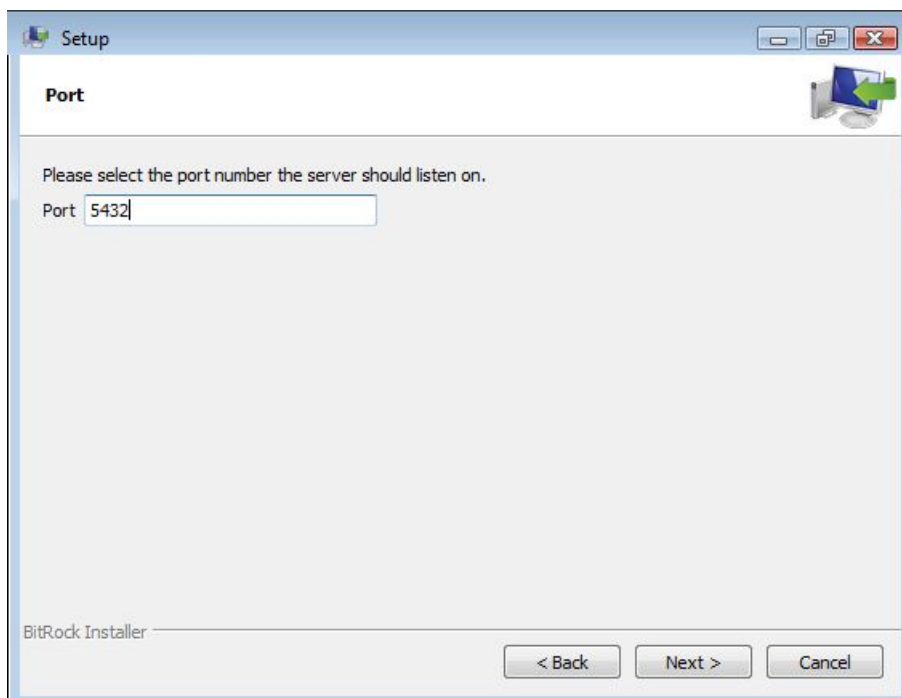 Setup
Port
Please select the port number the server should listen on.
Port 5432
BitRock Installer
< Back Next > Cancel